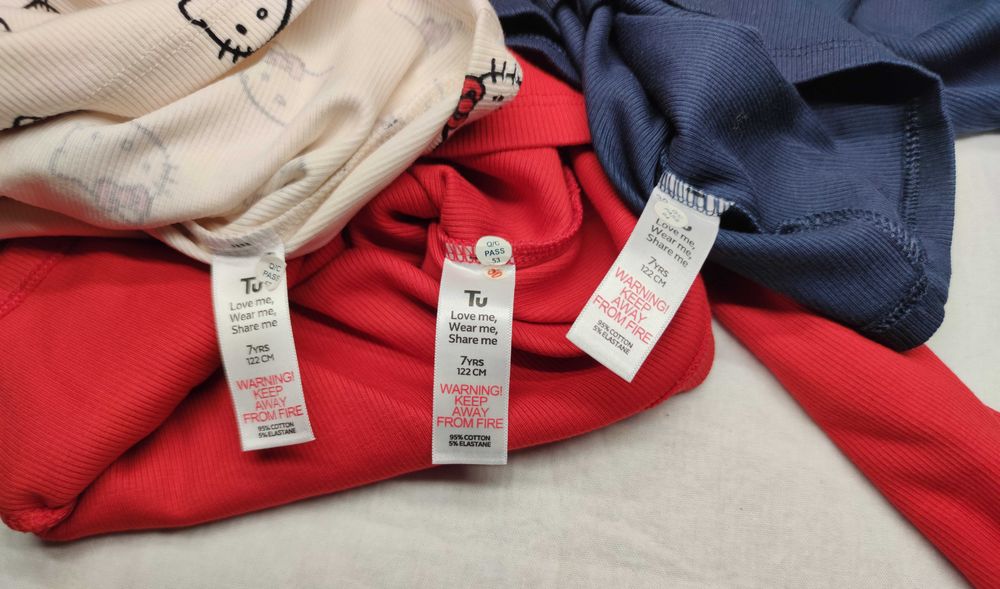 Q/C
PASS
Tu
Love me,
Wear me,
Share me
7YRS
122 CM
WARNING!
KEEP
AWAY
FROM FIRE
95% COTTON
5% ELASTANE
Q/C
PASS
53
Tu
Love me,
Wear me,
Share me
7YRS
122 CM
WARNING!
KEEP
AWAY
FROM FIRE
95% COTTON
5% ELASTANE
Love me,
Wear me,
Share me
7YRS
122 CM
WARNING!
KEEP
AWAY
FROM FIRE
95% COTTON
5% ELASTANE